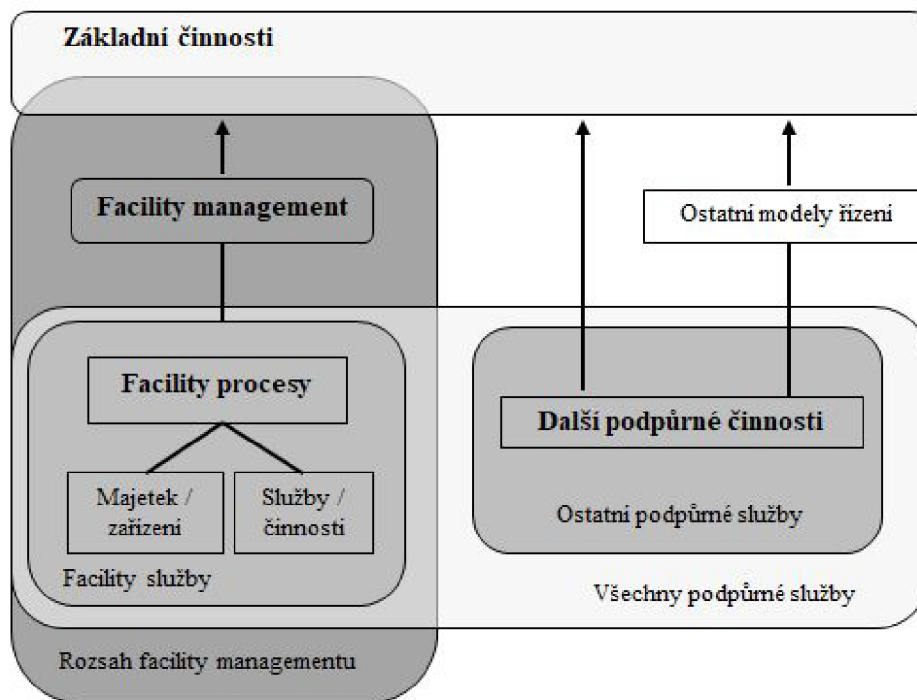 Základní činnosti
Facility management
Ostatní modely řízení
Facility procesy
Majetek /
zařízení
Služby /
činnosti
Facility služby
Další podpůrné činnosti
Ostatní podpůrné služby
Všechny podpůrné služby
Rozsah facility managementu